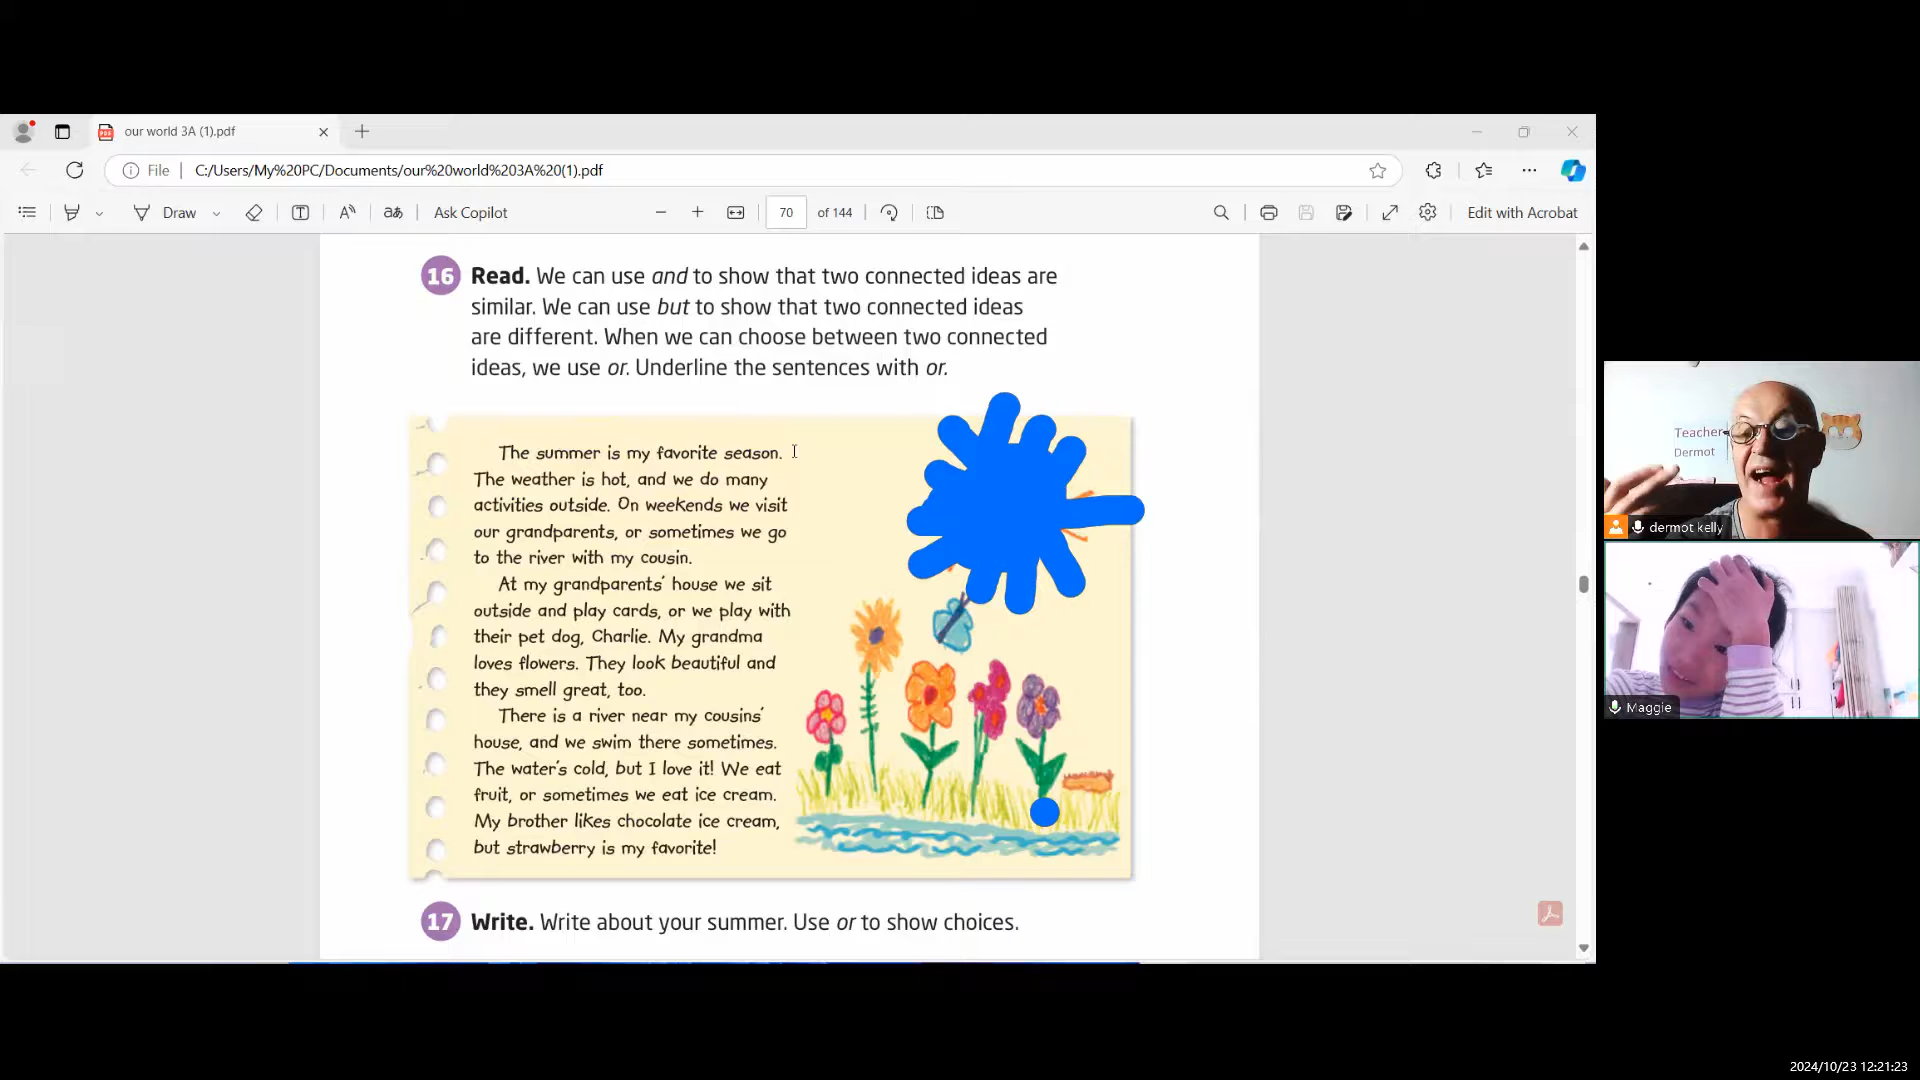 our world 3A (1).pdf
File
C:/Users/My%20PC/Documents/our%20world%203A%20(1).pdf
Draw
Ask Copilot
70 of 144
Edit with Acrobat
16 Read. We can use and to show that two connected ideas are
similar. We can use but to show that two connected ideas
are different. When we can choose between two connected
ideas, we use or. Underline the sentences with or.
The summer is my favorite season.
The weather is hot, and we do many
activities outside. On weekends we visit
our grandparents, or sometimes we go
to the river with my cousin.
At my grandparents' house we sit
outside and play cards, or we play with
their pet dog, Charlie. My grandma
loves flowers. They look beautiful and
they smell great, too.
There is a river near my cousins'
house, and we swim there sometimes.
The water's cold, but I love it! We eat
fruit, or sometimes we eat ice cream.
My brother likes chocolate ice cream,
but strawberry is my favorite!
17 Write. Write about your summer. Use or to show choices.
Teacher
Dermot
dermot kelly
Maggie
2024/10/23 12:21:23